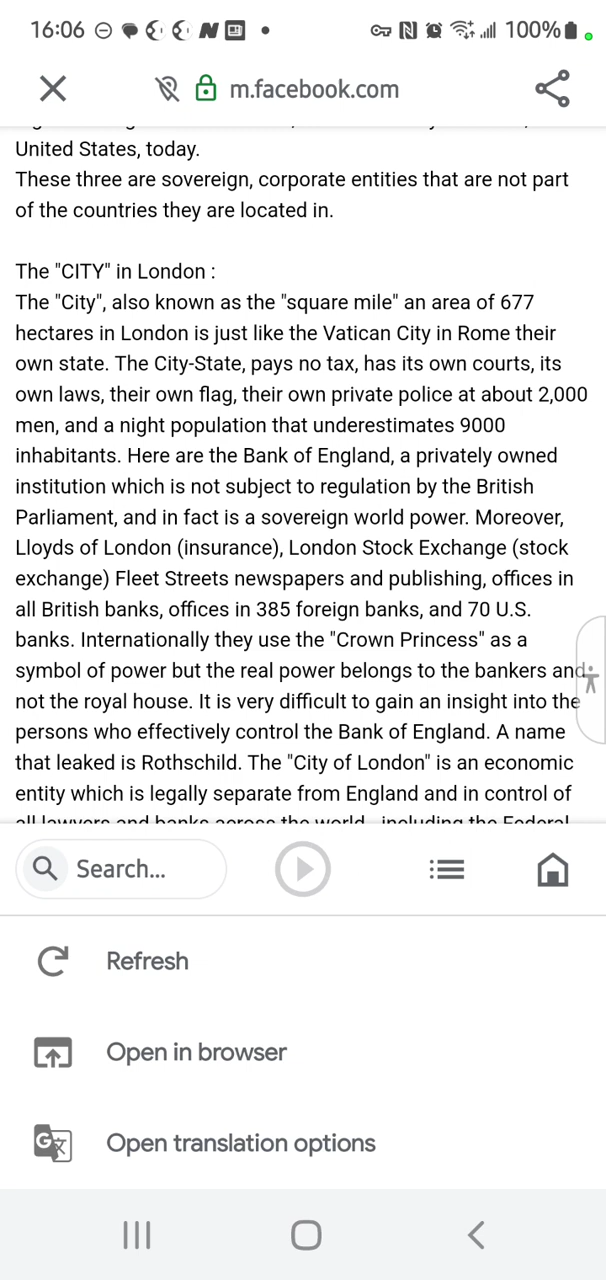 16:06
100%
m.facebook.com
United States, today.
These three are sovereign, corporate entities that are not part
of the countries they are located in.
The "CITY" in London :
The "City", also known as the "square mile" an area of 677
hectares in London is just like the Vatican City in Rome their
own state. The City-State, pays no tax, has its own courts, its
own laws, their own flag, their own private police at about 2,000
men, and a night population that underestimates 9000
inhabitants. Here are the Bank of England, a privately owned
institution which is not subject to regulation by the British
Parliament, and in fact is a sovereign world power. Moreover,
Lloyds of London (insurance), London Stock Exchange (stock
exchange) Fleet Streets newspapers and publishing, offices in
all British banks, offices in 385 foreign banks, and 70 U.S.
banks. Internationally they use the "Crown Princess" as a
symbol of power but the real power belongs to the bankers and
not the royal house. It is very difficult to gain an insight into the
persons who effectively control the Bank of England. A name
that leaked is Rothschild. The "City of London" is an economic
entity which is legally separate from England and in control of
all lawyers and banks across the world, including the Federal
Search...
Refresh
Open in browser
Open translation options